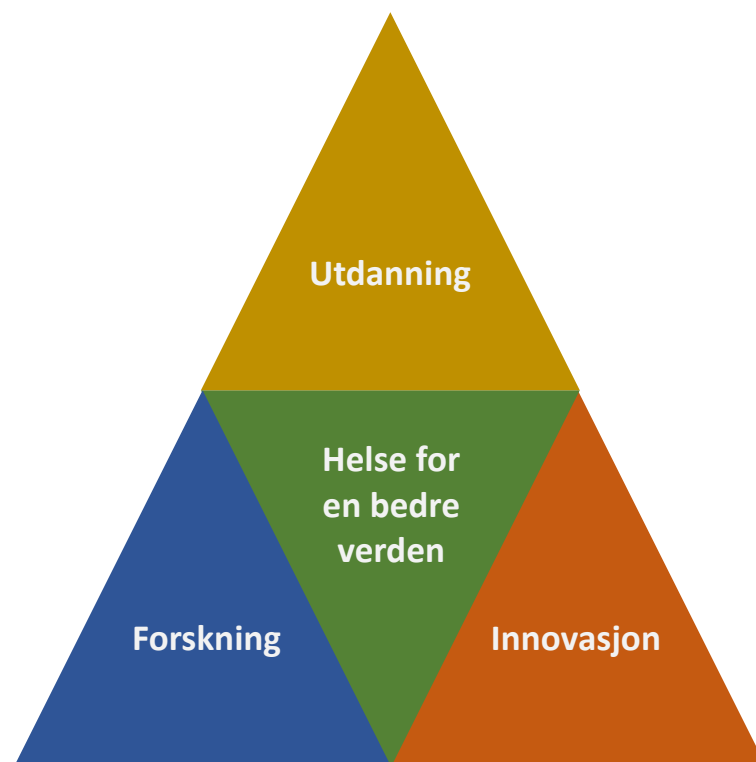 Utdanning
Helse for
en bedre
verden
Forskning
Innovasjon